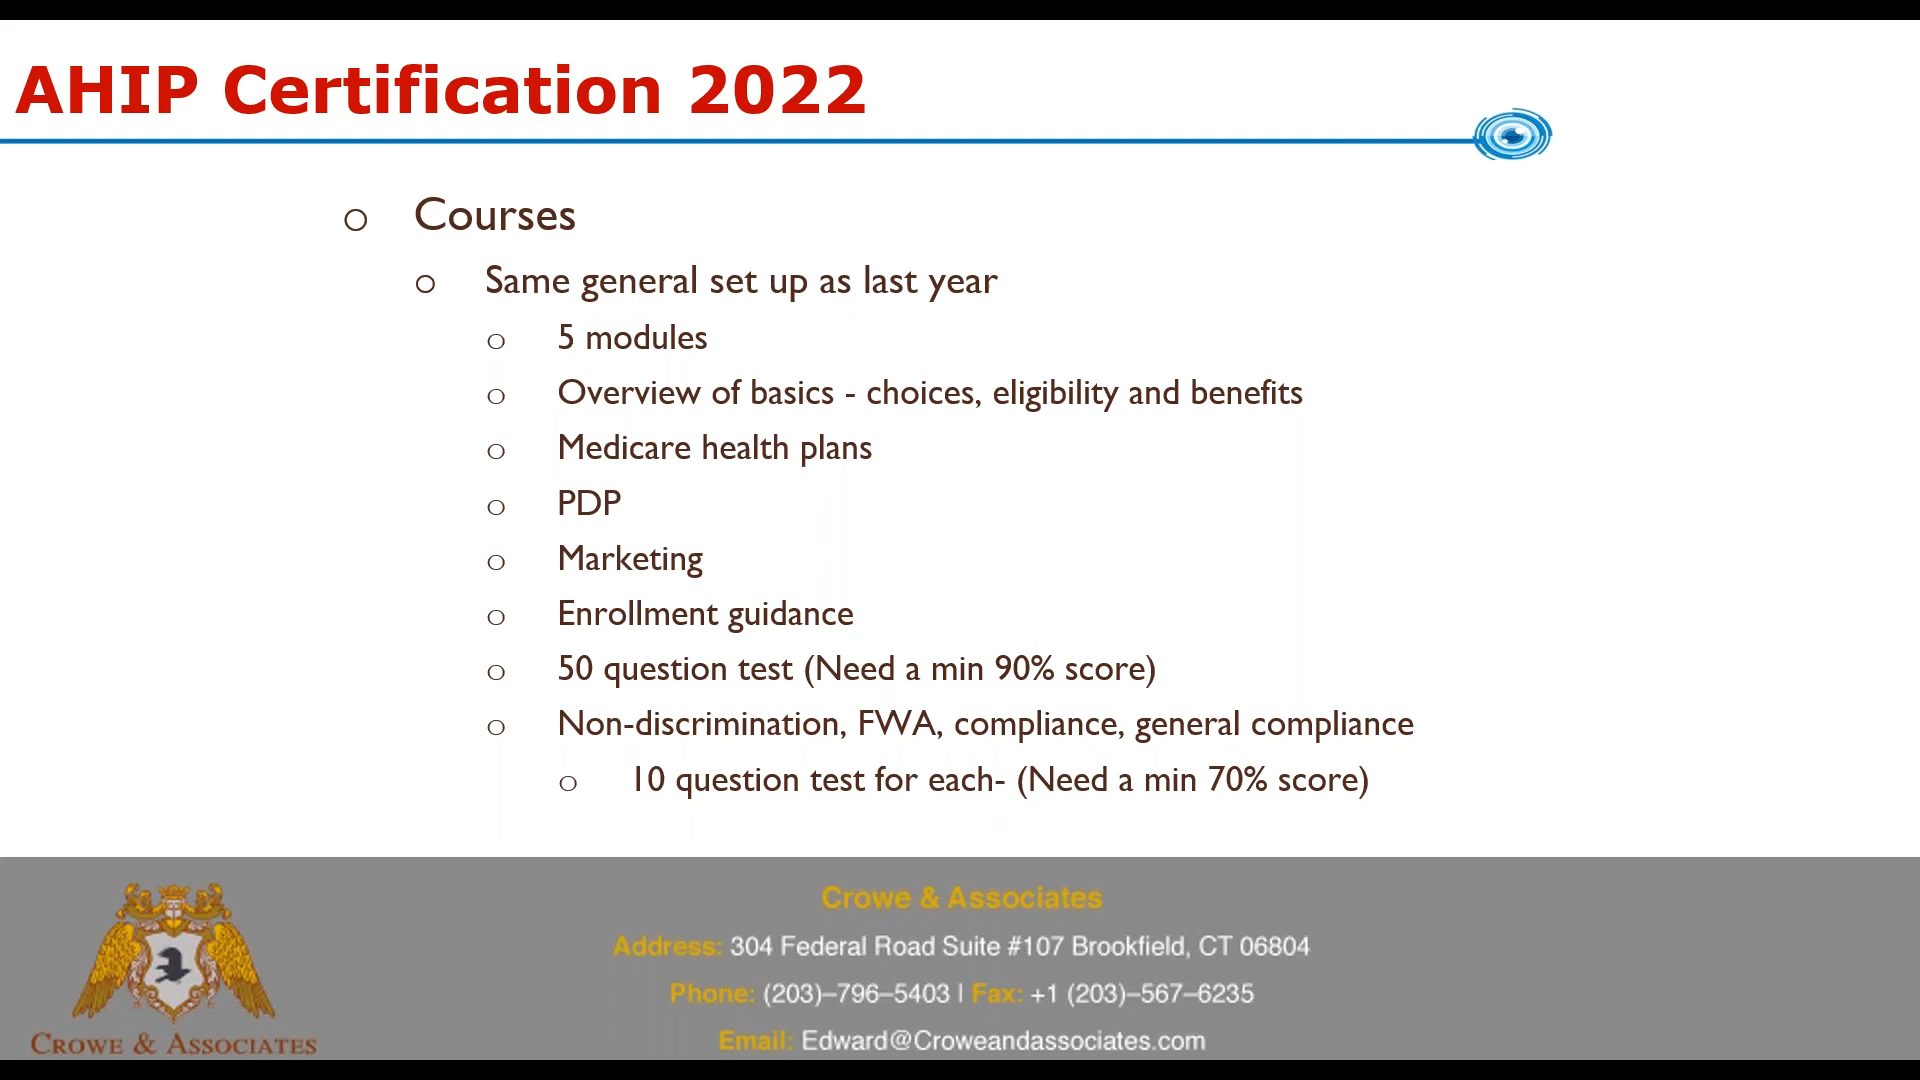 AHIP Certification 2022
o Courses
o Same general set up as last year
o 5 modules
o Overview of basics - choices, eligibility and benefits
o Medicare health plans
o PDP
o Marketing
o Enrollment guidance
o 50 question test (Need a min 90% score)
o Non-discrimination, FWA, compliance, general compliance
o 10 question test for each- (Need a min 70% score)
Crowe & Associates
Address: 304 Federal Road Suite #107 Brookfield, CT 06804
Phone: (203)–796–5403 | Fax: +1 (203)–567–6235
Email: Edward@Croweandassociates.com
CROWE & ASSOCIATES